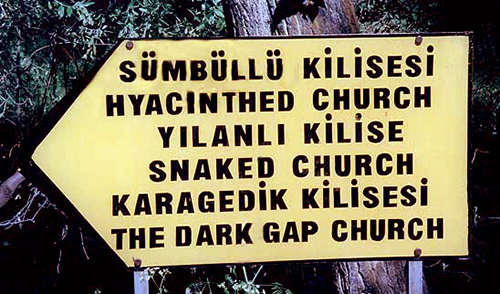 SÜMBÜLLÜ KİLİSESİ
HYACINTHED CHURCH
YILANLI KİLİSE
SNAKED CHURCH
KARAGEDİK KİLİSESİ
THE DARK GAP CHURCH